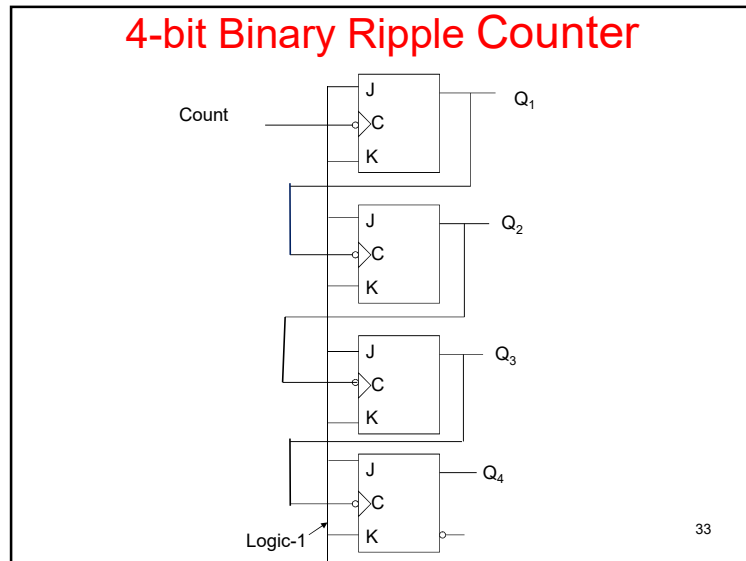 4-bit Binary Ripple Counter
J
Q₁
Count
C
K
J
Q₂
C
K
J
Q₃
C
K
J
Q₄
C
K
Logic-1
33